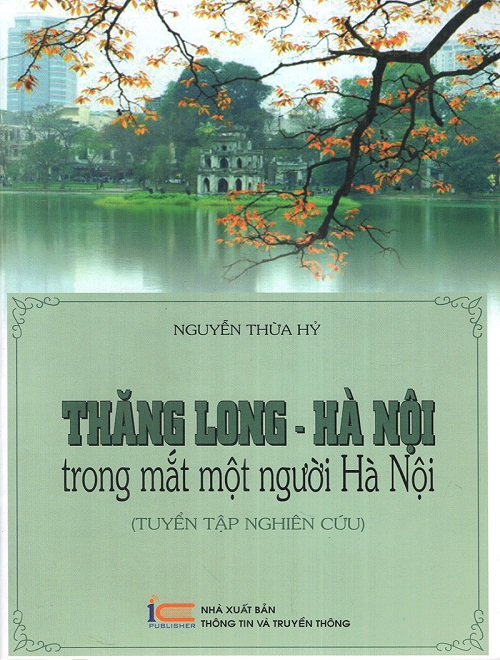 NGUYỄN THỪA HỶ
THĂNG LONG - HÀ NỘI
trong mắt một người Hà Nội
(TUYỂN TẬP NGHIÊN CỨU)
ic
PUBLISHER
NHÀ XUẤT BẢN
THÔNG TIN VÀ TRUYỀN THÔNG